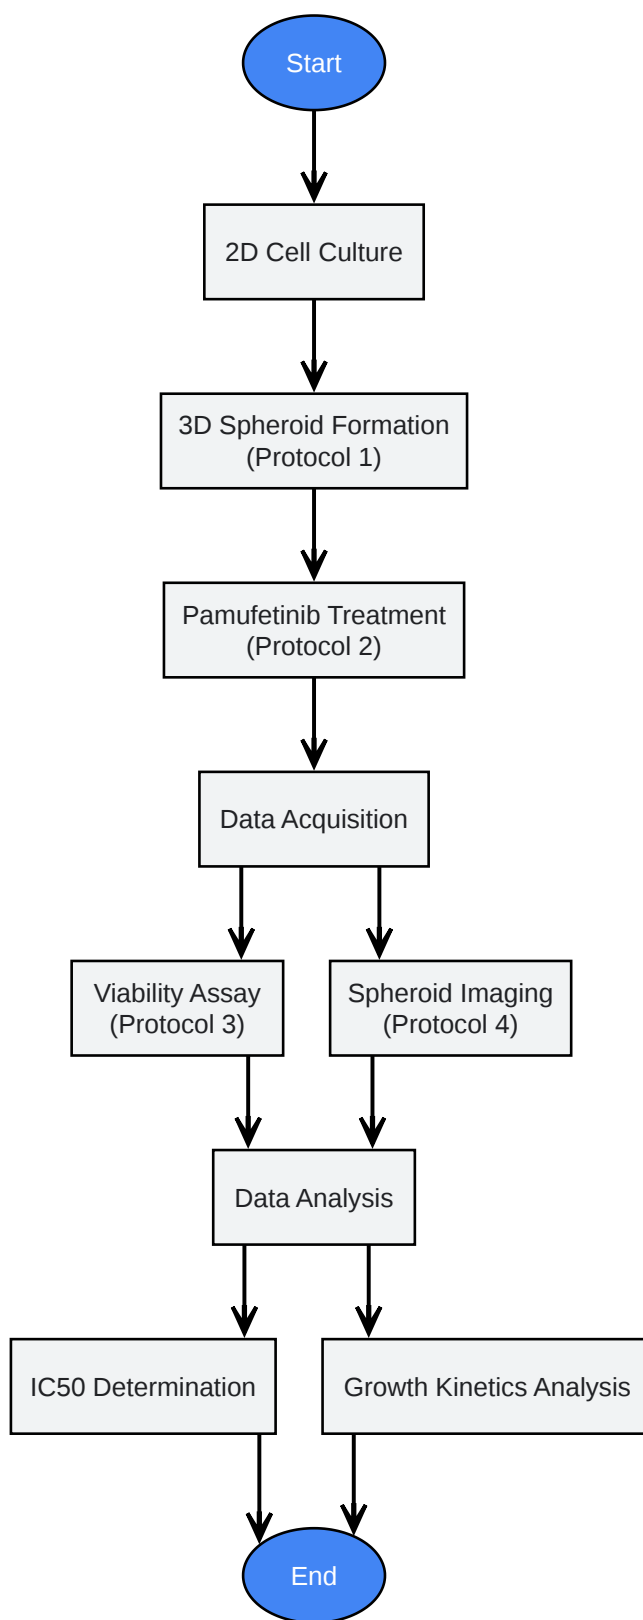 Start
2D Cell Culture
3D Spheroid Formation
(Protocol 1)
Pamufetinib Treatment
(Protocol 2)
Data Acquisition
Viability Assay
(Protocol 3)
Spheroid Imaging
(Protocol 4)
Data Analysis
IC50 Determination
Growth Kinetics Analysis
End